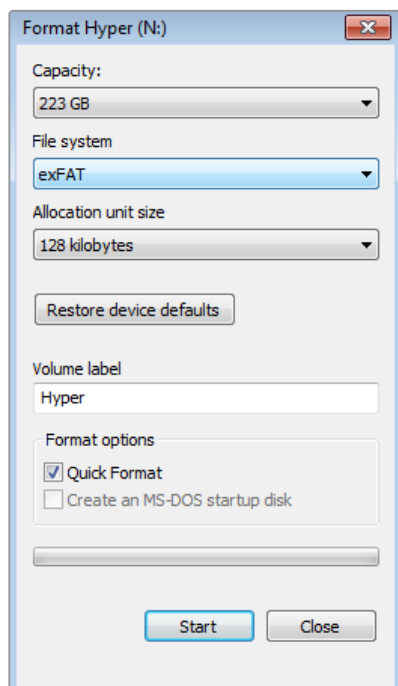 Format Hyper (N:)
Capacity:
223 GB
File system
exFAT
Allocation unit size
128 kilobytes
Restore device defaults
Volume label
Hyper
Format options
Quick Format
Create an MS-DOS startup disk
Start
Close